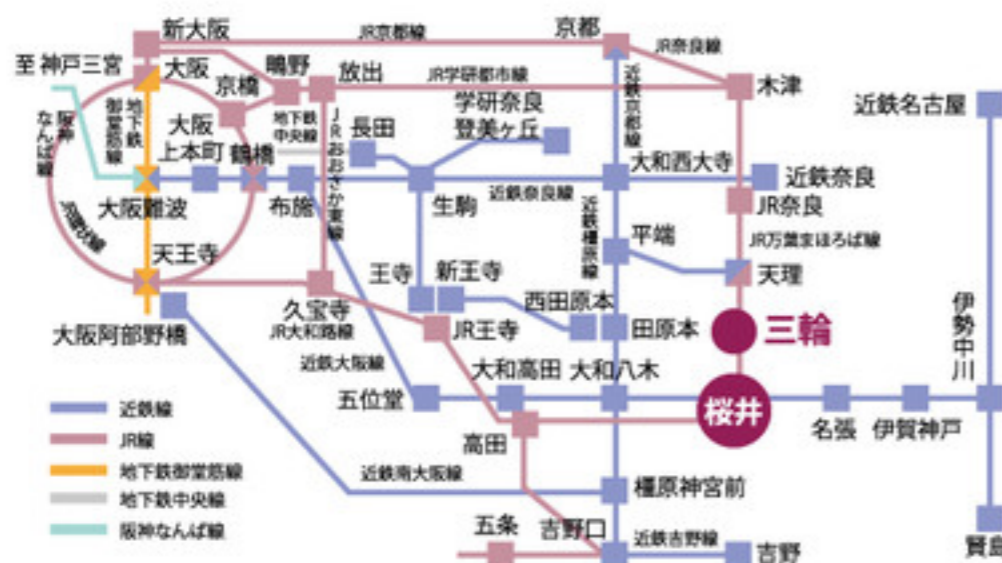 新大阪
JR京都線
京都
JR奈良線
至 神戸三宮
大阪
鴫野
放出
JR学研都市線
木津
京橋
地下鉄
御堂筋線
阪神
なんば線
地下鉄
中央線
JRおおさか東線
長田
学研奈良
登美ヶ丘
近鉄京都線
近鉄名古屋
大阪
上本町
鶴橋
大和西大寺
近鉄奈良
大阪難波
布施
生駒
近鉄奈良線
JR奈良
JR環状線
近鉄橿原線
平端
JR万葉まほろば線
天王寺
王寺
新王寺
天理
大阪阿部野橋
久宝寺
JR大和路線
JR王寺
西田原本
田原本
三輪
伊勢中川
近鉄大阪線
大和高田
大和八木
五位堂
桜井
名張
伊賀神戸
近鉄線
JR線
地下鉄御堂筋線
地下鉄中央線
阪神なんば線
高田
近鉄南大阪線
橿原神宮前
五条
吉野口
近鉄吉野線
吉野
賢島